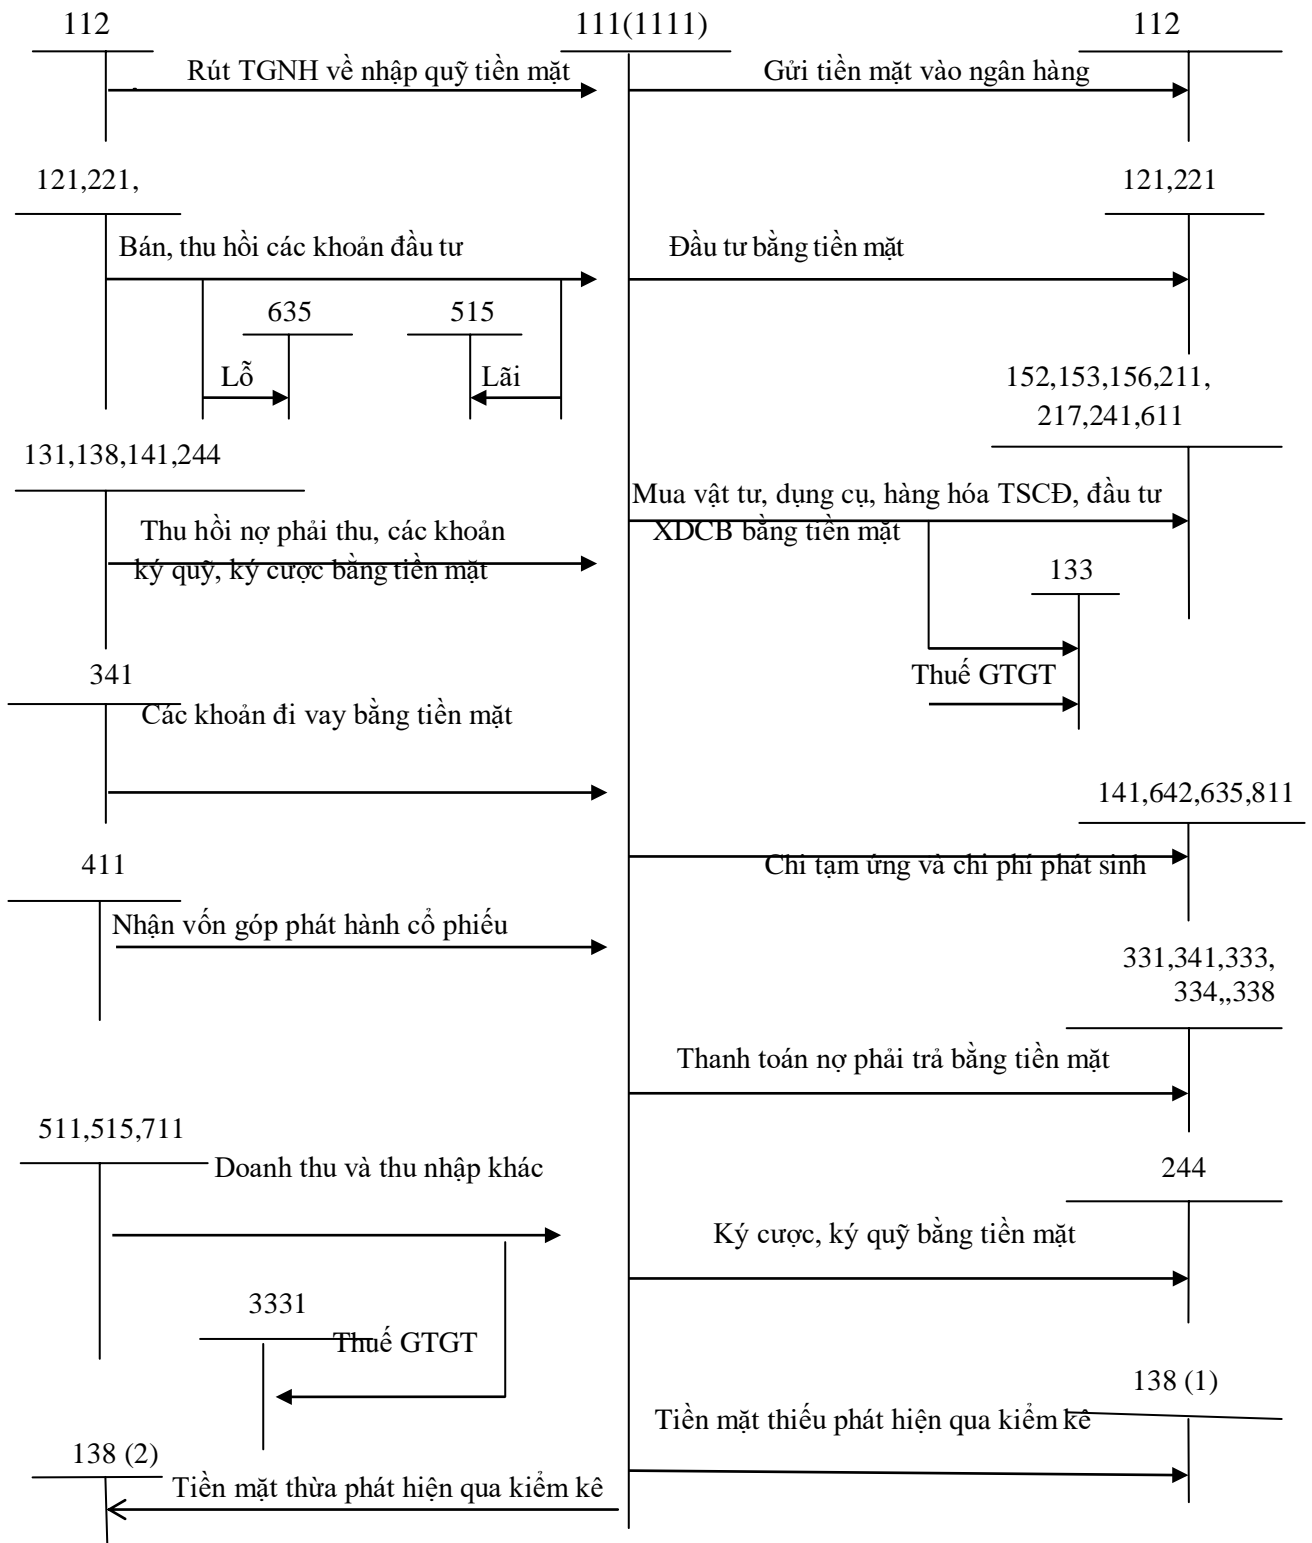 112
111(1111)
112
Rút TGNH về nhập quỹ tiền mặt
Gửi tiền mặt vào ngân hàng
121,221,
121,221
Bán, thu hồi các khoản đầu tư
Đầu tư bằng tiền mặt
635
515
Lỗ
Lãi
152,153,156,211,
217,241,611
131,138,141,244
Mua vật tư, dụng cụ, hàng hóa TSCĐ, đầu tư
XDCB bằng tiền mặt
Thu hồi nợ phải thu, các khoản
ký quỹ, ký cược bằng tiền mặt
133
341
Thuế GTGT
Các khoản đi vay bằng tiền mặt
141,642,635,811
411
Chi tạm ứng và chi phí phát sinh
Nhận vốn góp phát hành cổ phiếu
331,341,333,
334,,338
Thanh toán nợ phải trả bằng tiền mặt
511,515,711
Doanh thu và thu nhập khác
244
Ký cược, ký quỹ bằng tiền mặt
3331
Thuế GTGT
138 (1)
Tiền mặt thiếu phát hiện qua kiểm kê
138 (2)
Tiền mặt thừa phát hiện qua kiểm kê